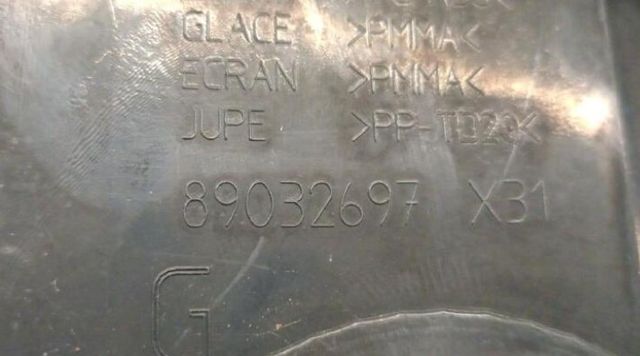 GLACE >PMMA<
ECRAN >PMMA<
JUPE >PP-TD20<
89032697 X31
G